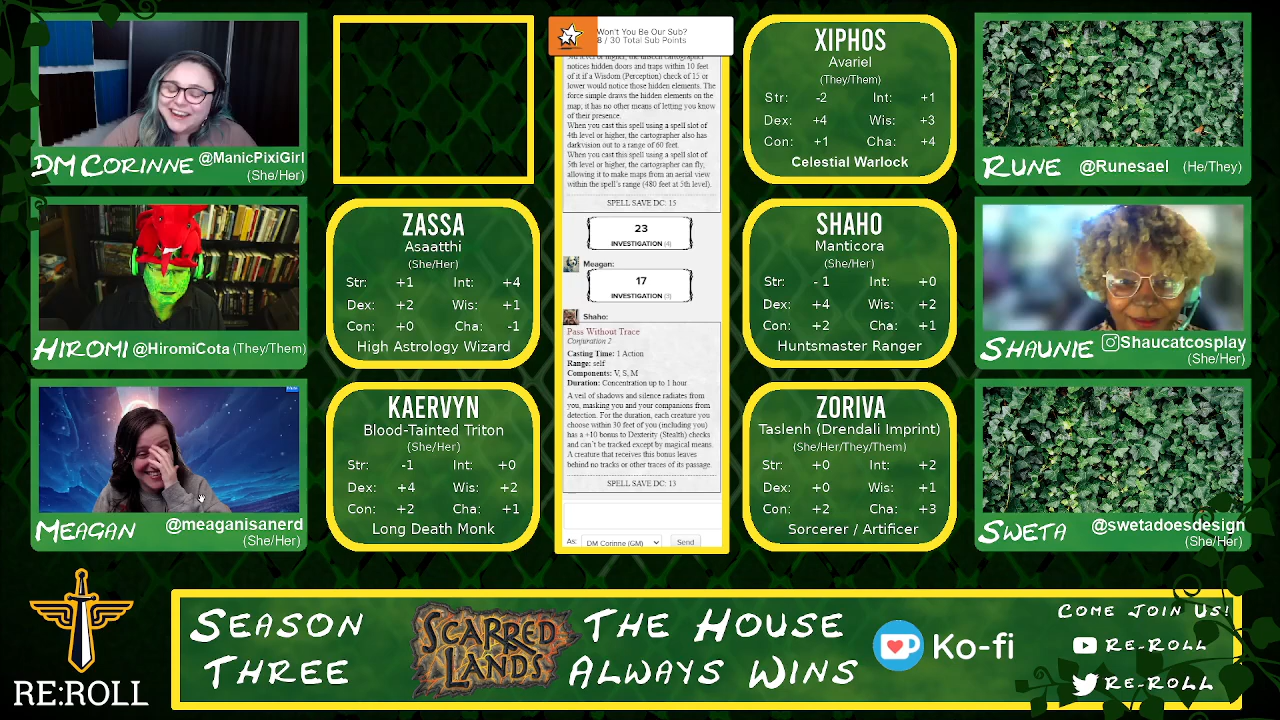 DM CORINNE
@ManicPixiGirl
(She/Her)
HIROMI
@HiromiCota
(They/Them)
MEAGAN
@meaganisanerd
(She/Her)
ZASSA
Asaatthi
(She/Her)
Str: +1 Int: +4
Dex: +2 Wis: +1
Con: +0 Cha: -1
High Astrology Wizard
KAERVYN
Blood-Tainted Triton
(She/Her)
Str: -1 Int: +0
Dex: +4 Wis: +2
Con: +2 Cha: +1
Long Death Monk
Won't You Be Our Sub?
8 / 30 Total Sub Points
notices hidden doors and traps within 10 feet
of it if a Wisdom (Perception) check of 15 or
lower would notice those hidden elements. The
force simple draws the hidden elements on the
map; it has no other means of letting you know
of their presence.
When you cast this spell using a spell slot of
4th level or higher, the cartographer also has
darkvision out to a range of 60 feet.
When you cast this spell using a spell slot of
5th level or higher, the cartographer can fly,
allowing it to make maps from an aerial view
within the spell's range (480 feet at 5th level).
SPELL SAVE DC: 15
23
INVESTIGATION (4)
Meagan:
17
INVESTIGATION (3)
Shaho:
Pass Without Trace
Conjuration 2
Casting Time: 1 Action
Range: self
Components: V, S, M
Duration: Concentration up to 1 hour
A veil of shadows and silence radiates from
you, masking you and your companions from
detection. For the duration, each creature you
choose within 30 feet of you (including you)
has a +10 bonus to Dexterity (Stealth) checks
and can't be tracked except by magical means.
A creature that receives this bonus leaves
behind no tracks or other traces of its passage.
SPELL SAVE DC: 13
As: DM Corinne (GM) Send
XIPHOS
Avariel
(They/Them)
Str: -2 Int: +1
Dex: +4 Wis: +3
Con: +1 Cha: +4
Celestial Warlock
SHAHO
Manticora
(She/Her)
Str: - 1 Int: +0
Dex: +4 Wis: +2
Con: +2 Cha: +1
Huntsmaster Ranger
ZORIVA
Taslenh (Drendali Imprint)
(She/Her/They/Them)
Str: +0 Int: +2
Dex: +0 Wis: +1
Con: +2 Cha: +3
Sorcerer / Artificer
RUNE @Runesael (He/They)
SHAUNIE
Shaucatcosplay
(She/Her)
SWETA
@swetadoesdesign
(She/Her)
RE:ROLL
SEASON
THREE
SCARRED
LANDS
THE HOUSE
ALWAYS WINS
Ko-fi
COME JOIN US!
RE-ROLL
RE-ROLL